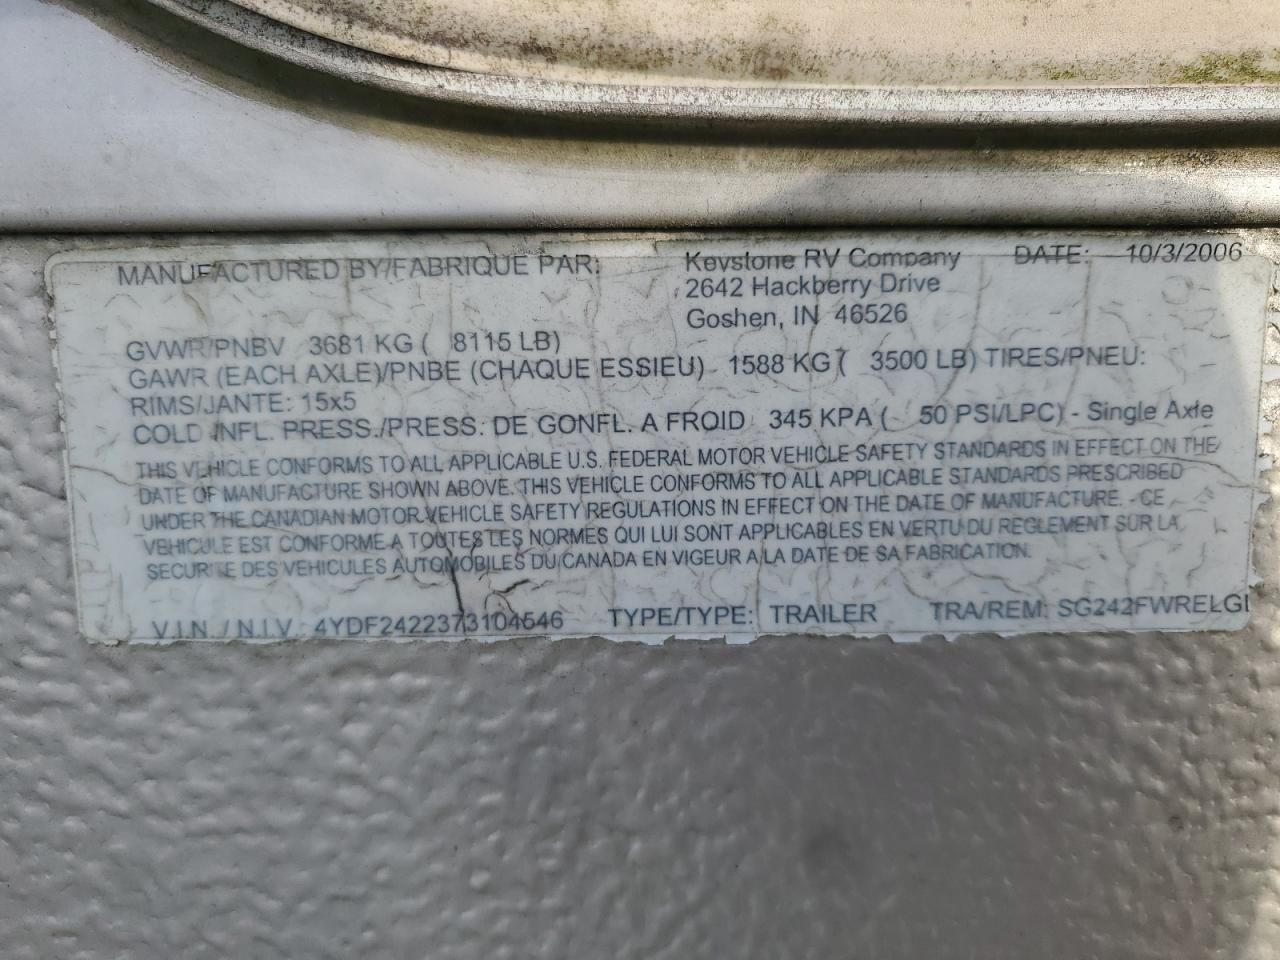 MANUFACTURED BY/FABRIQUE PAR: Keystone RV Company DATE: 10/3/2006
2642 Hackberry Drive
Goshen, IN 46526
GVWR/PNBV 3681 KG ( 8115 LB)
GAWR (EACH AXLE)/PNBE (CHAQUE ESSIEU) 1588 KG ( 3500 LB) TIRES/PNEU:
RIMS/JANTE: 15x5
COLD INFL. PRESS./PRESS. DE GONFL. A FROID 345 KPA ( 50 PSI/LPC) - Single Axle
THIS VEHICLE CONFORMS TO ALL APPLICABLE U.S. FEDERAL MOTOR VEHICLE SAFETY STANDARDS IN EFFECT ON THE
DATE OF MANUFACTURE SHOWN ABOVE. THIS VEHICLE CONFORMS TO ALL APPLICABLE STANDARDS PRESCRIBED
UNDER THE CANADIAN MOTOR VEHICLE SAFETY REGULATIONS IN EFFECT ON THE DATE OF MANUFACTURE. - CE
VEHICULE EST CONFORME A TOUTES LES NORMES QUI LUI SONT APPLICABLES EN VERTU DU REGLEMENT SUR LA
SECURITE DES VEHICULES AUTOMOBILES DU CANADA EN VIGEUR A LA DATE DE SA FABRICATION.
V.I.N. / N.I.V. 4YDF2422373104546 TYPE/TYPE: TRAILER TRA/REM: SG242FWRELGI